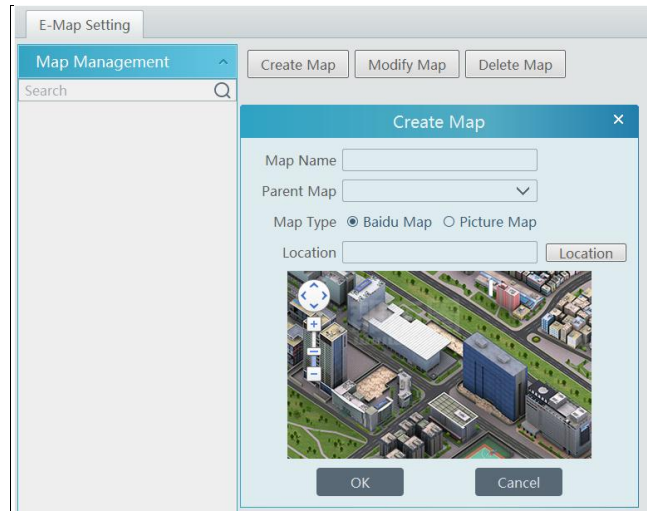 E-Map Setting
Map Management
Create Map Modify Map Delete Map
Search
Create Map
Map Name
Parent Map
Map Type Baidu Map Picture Map
Location Location
OK Cancel